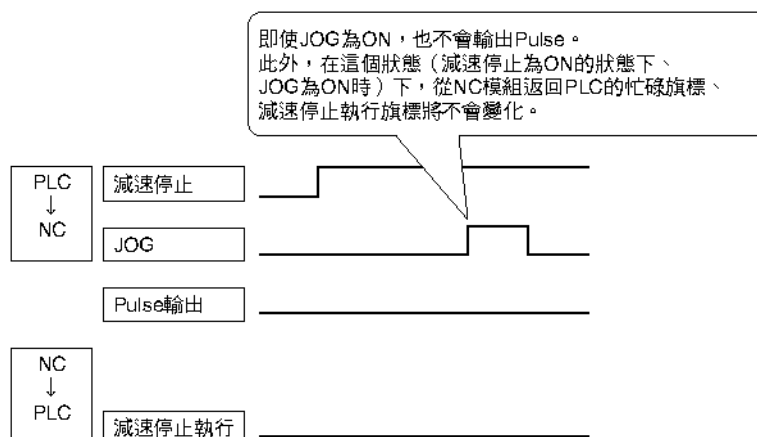 即使JOG為ON，也不會輸出Pulse。
此外，在這個狀態（減速停止為ON的狀態下、
JOG為ON時）下，從NC模組返回PLC的忙碌旗標、
減速停止執行旗標將不會變化。
PLC
↓
NC
減速停止
JOG
Pulse輸出
NC
↓
PLC
減速停止執行